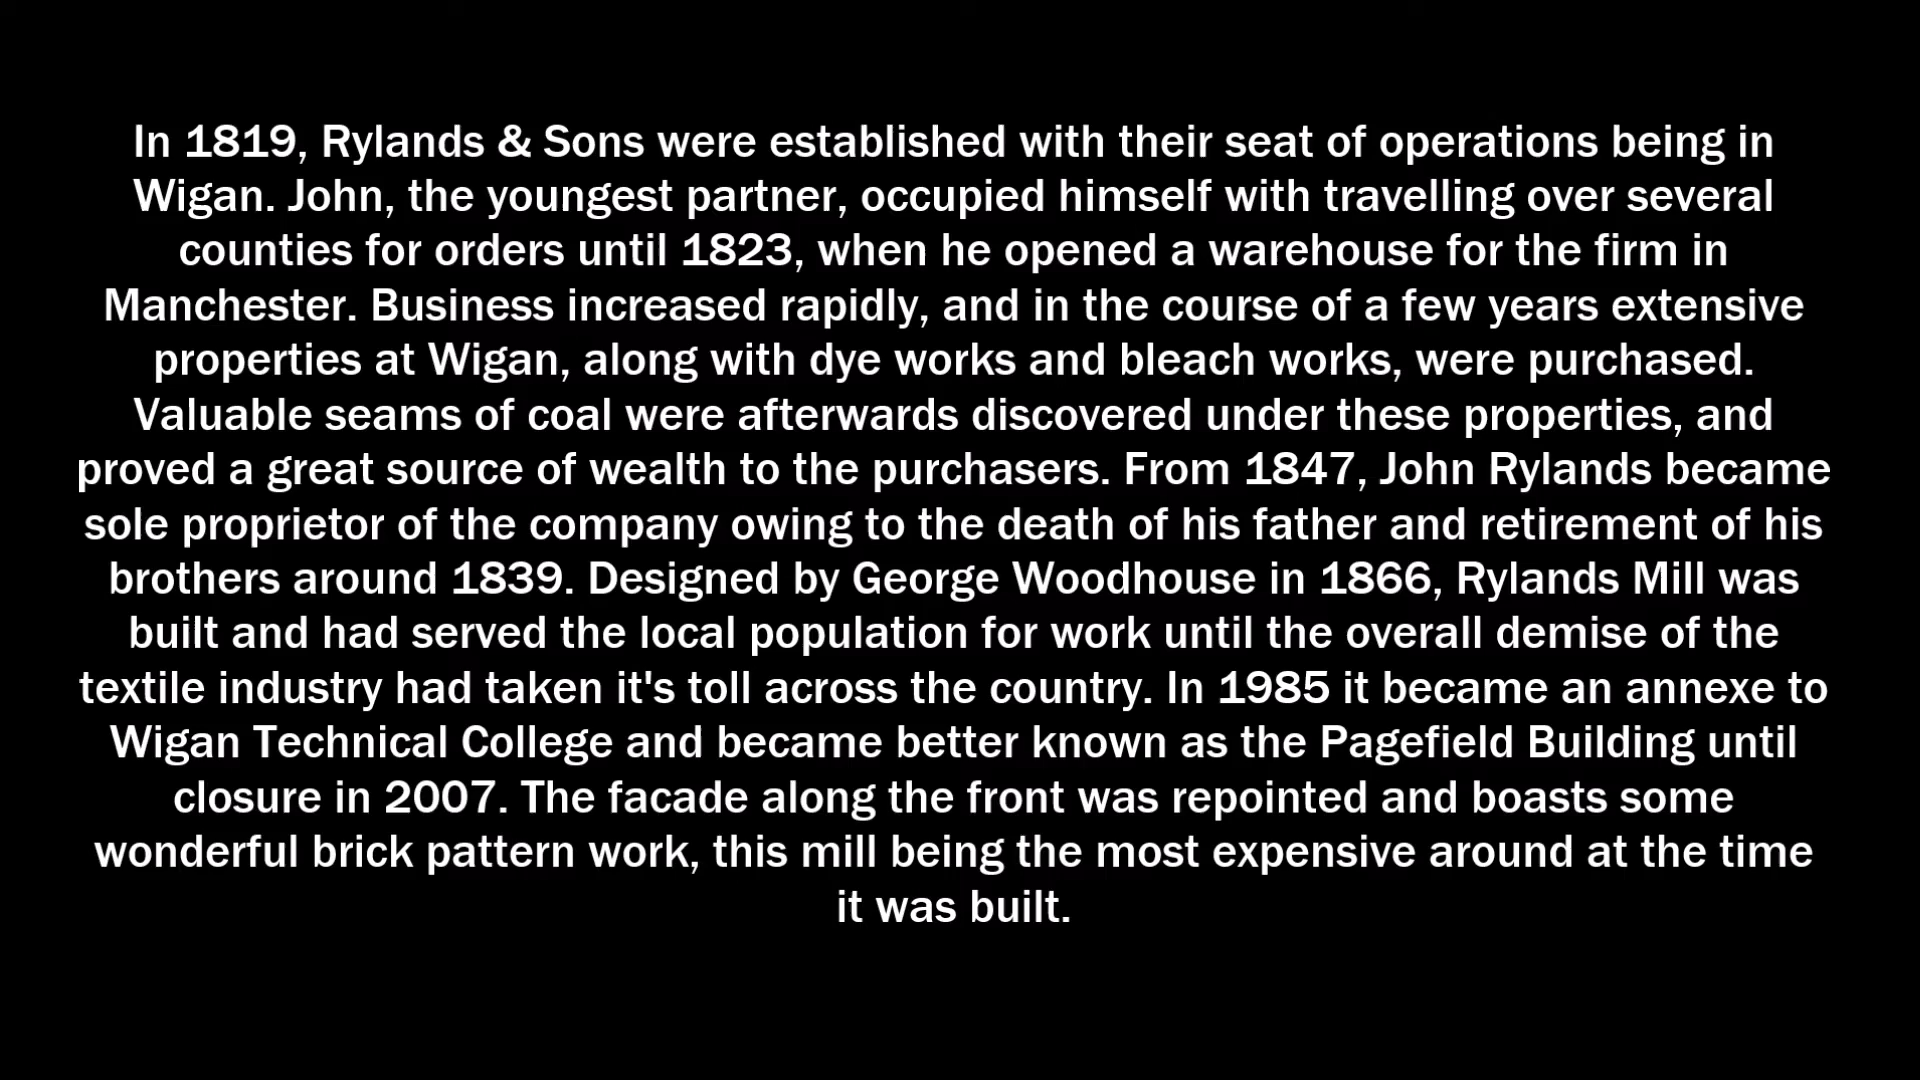 In 1819, Rylands & Sons were established with their seat of operations being in
Wigan. John, the youngest partner, occupied himself with travelling over several
counties for orders until 1823, when he opened a warehouse for the firm in
Manchester. Business increased rapidly, and in the course of a few years extensive
properties at Wigan, along with dye works and bleach works, were purchased.
Valuable seams of coal were afterwards discovered under these properties, and
proved a great source of wealth to the purchasers. From 1847, John Rylands became
sole proprietor of the company owing to the death of his father and retirement of his
brothers around 1839. Designed by George Woodhouse in 1866, Rylands Mill was
built and had served the local population for work until the overall demise of the
textile industry had taken it's toll across the country. In 1985 it became an annexe to
Wigan Technical College and became better known as the Pagefield Building until
closure in 2007. The facade along the front was repointed and boasts some
wonderful brick pattern work, this mill being the most expensive around at the time
it was built.